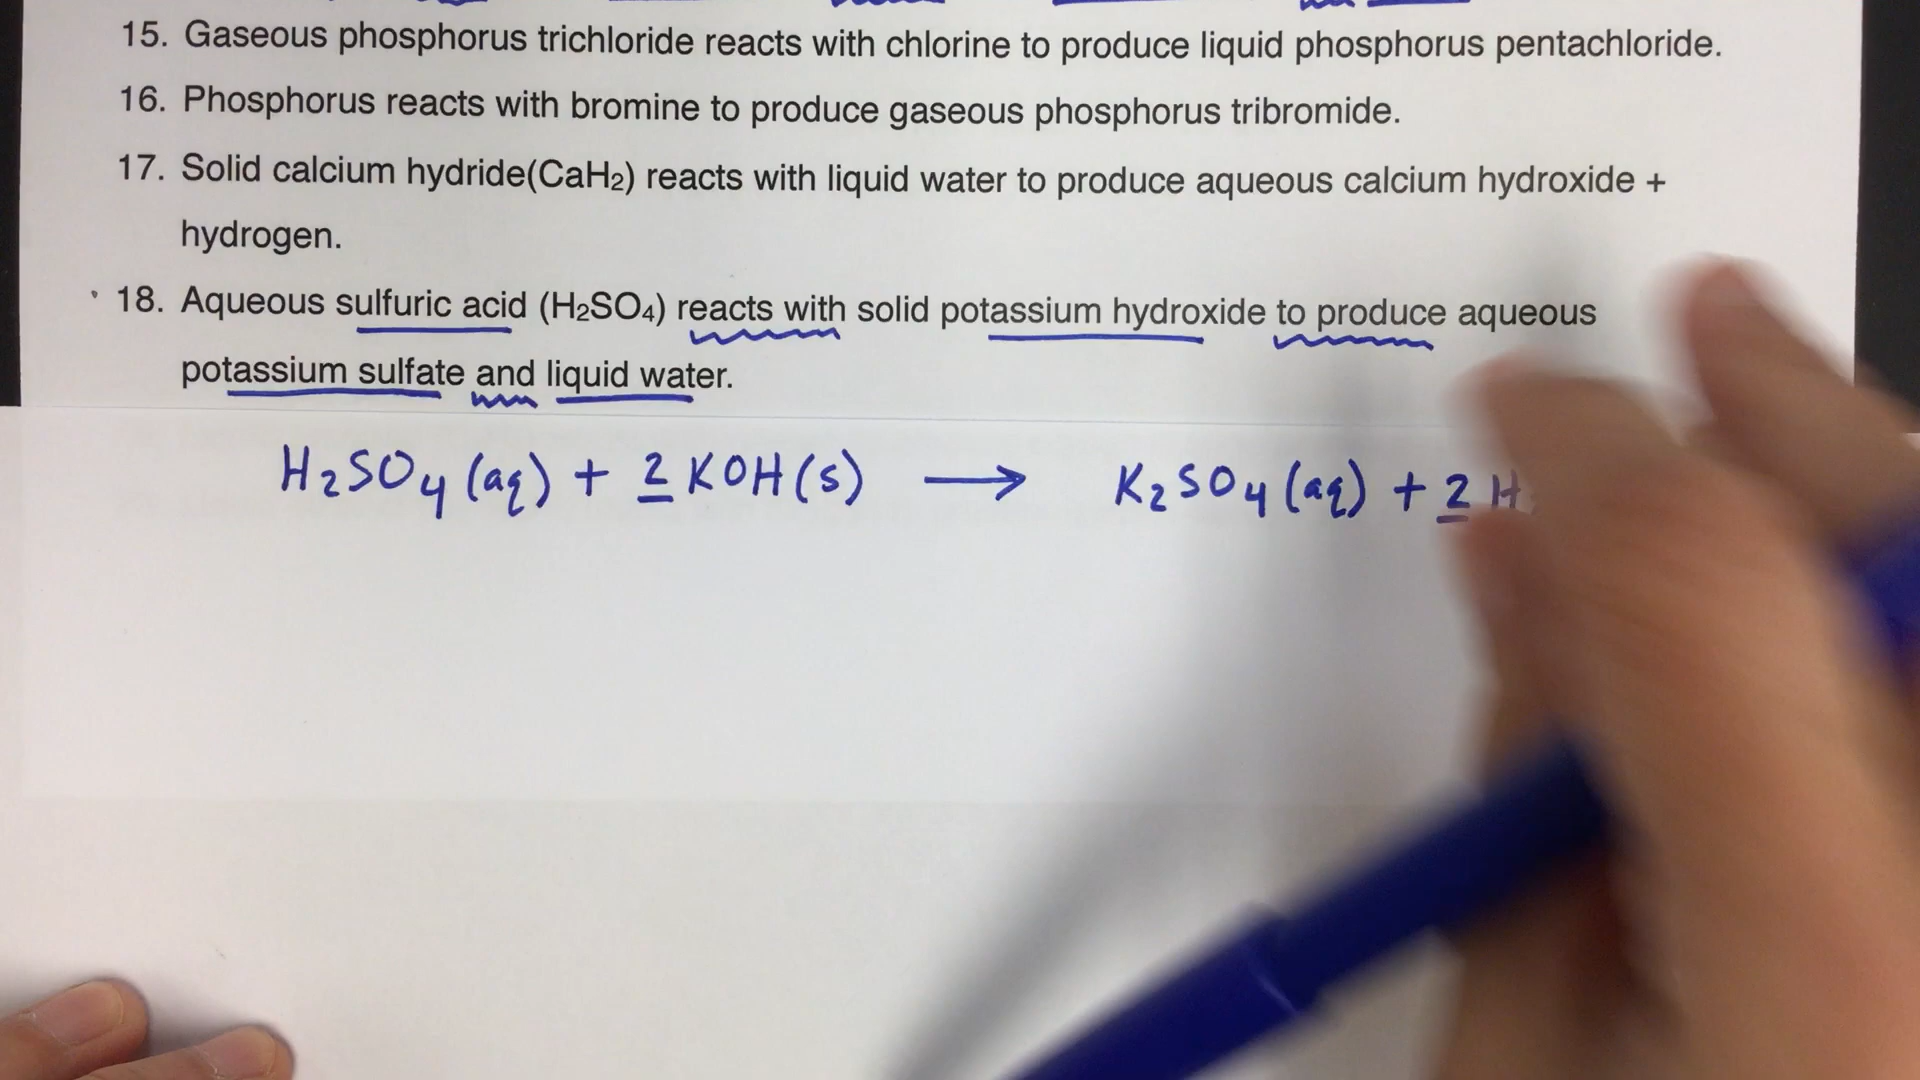 15. Gaseous phosphorus trichloride reacts with chlorine to produce liquid phosphorus pentachloride.
16. Phosphorus reacts with bromine to produce gaseous phosphorus tribromide.
17. Solid calcium hydride(CaH₂) reacts with liquid water to produce aqueous calcium hydroxide +
hydrogen.
18. Aqueous sulfuric acid (H₂SO₄) reacts with solid potassium hydroxide to produce aqueous
potassium sulfate and liquid water.
H₂SO₄ (aq) + 2 KOH (s) → K₂SO₄ (aq) + 2 H